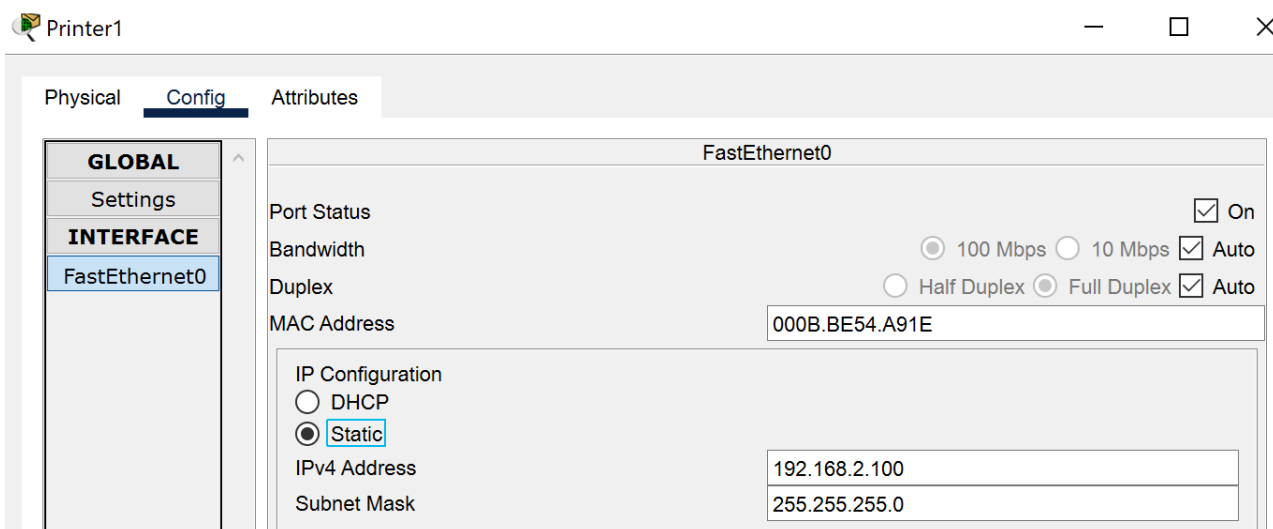 Printer1
Physical Config Attributes
GLOBAL
Settings
INTERFACE
FastEthernet0
FastEthernet0
Port Status On
Bandwidth 100 Mbps 10 Mbps Auto
Duplex Half Duplex Full Duplex Auto
MAC Address 000B.BE54.A91E
IP Configuration
DHCP
Static
IPv4 Address 192.168.2.100
Subnet Mask 255.255.255.0